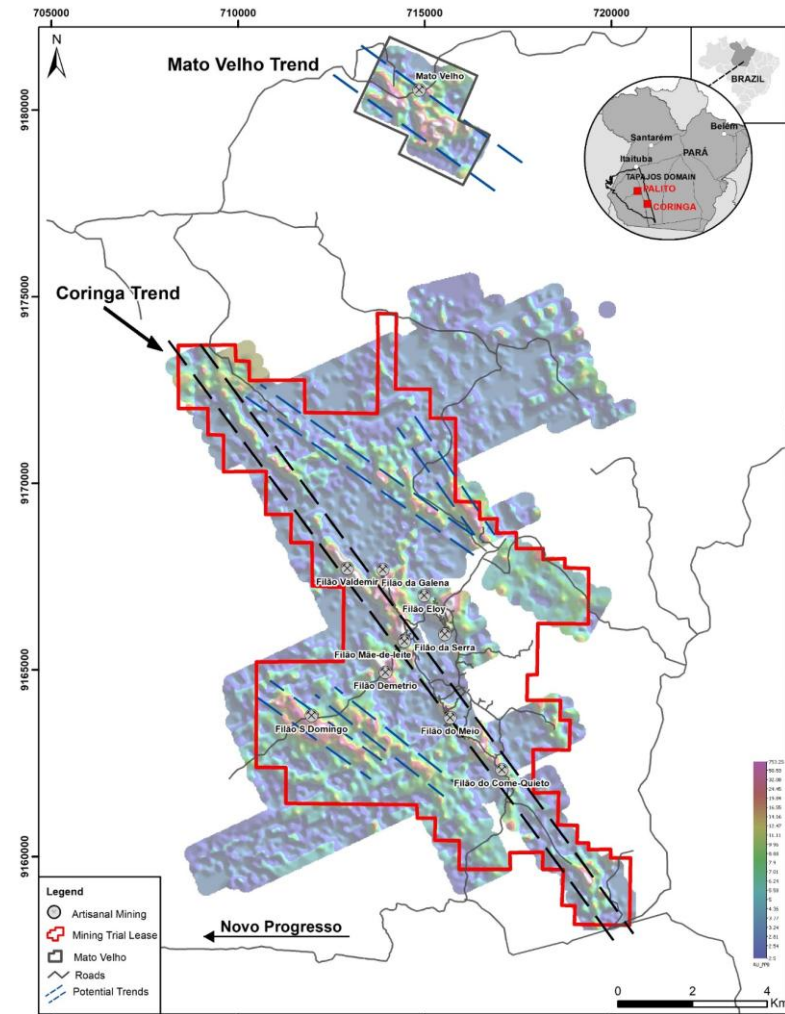 705000
710000
715000
720000
N
Mato Velho Trend
Mato Velho
BRAZIL
Belém
Santarém
PARÁ
Itaituba
TAPAJOS DOMAIN
PALITO
CORINGA
9180000
9175000
9170000
9165000
9160000
Coringa Trend
Filão Valdemir
Filão da Galena
Filão Eloy
Filão da Serra
Filão Mãe-de-leite
Filão Demetrio
Filão S Domingo
Filão do Meio
Filão do Come-Quieto
Novo Progresso
Legend
Artisanal Mining
Mining Trial Lease
Mato Velho
Roads
Potential Trends
0 2 4
Km